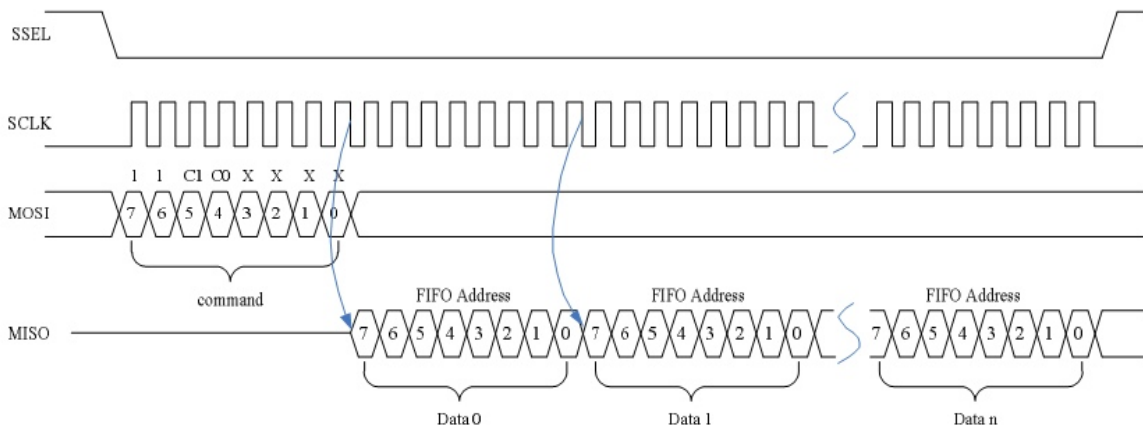 SSEL
SCLK
1 1 C1 C0 X X X X
MOSI
7 6 5 4 3 2 1 0
command
FIFO Address FIFO Address FIFO Address
MISO
7 6 5 4 3 2 1 0 7 6 5 4 3 2 1 0 7 6 5 4 3 2 1 0
Data 0 Data 1 Data n